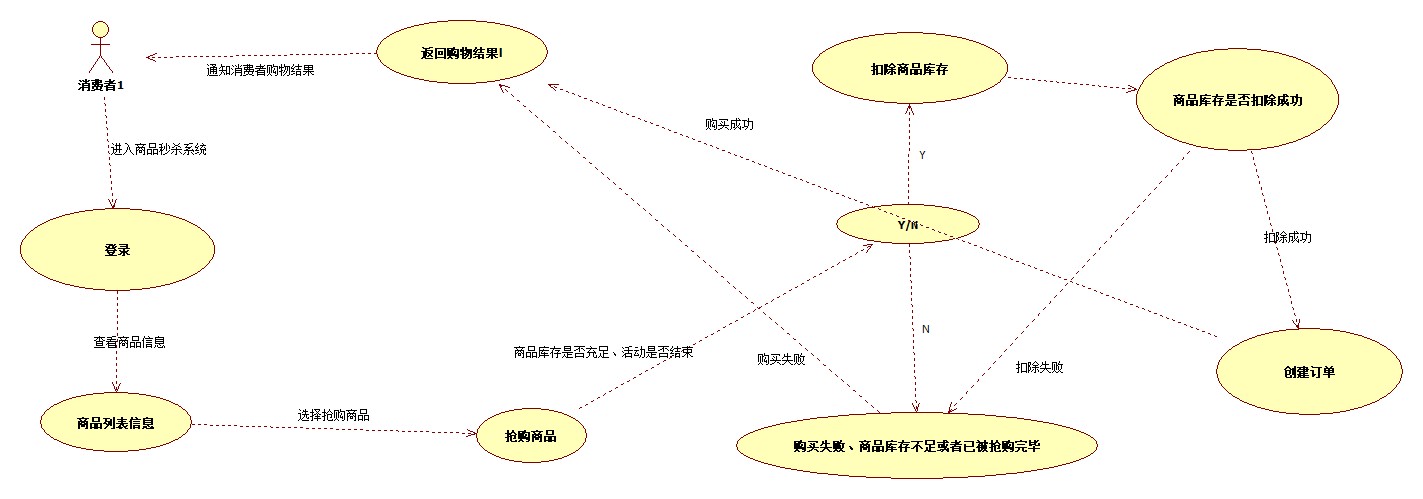 返回购物结果I
通知消费者购物结果
消费者1
扣除商品库存
商品库存是否扣除成功
购买成功
进入商品秒杀系统
Y
Y/N
登录
扣除成功
查看商品信息
N
商品库存是否充足、活动是否结束
购买失败
扣除失败
创建订单
商品列表信息
选择抢购商品
抢购商品
购买失败、商品库存不足或者已被抢购完毕